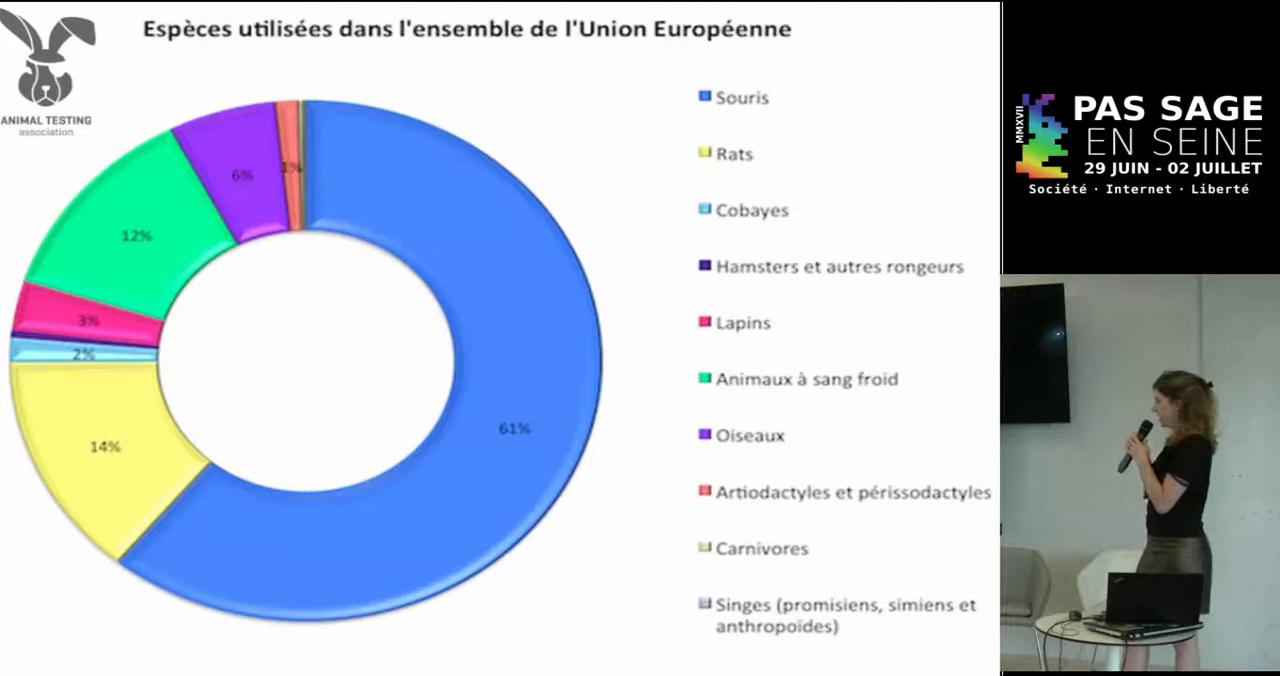 Espèces utilisées dans l'ensemble de l'Union Européenne
ANIMAL TESTING
association
61%
14%
2%
3%
12%
6%
1%
Souris
Rats
Cobayes
Hamsters et autres rongeurs
Lapins
Animaux à sang froid
Oiseaux
Artiodactyles et périssodactyles
Carnivores
Singes (promisiens, simiens et
anthropoïdes)
MMXVII
PAS SAGE
EN SEINE
29 JUIN - 02 JUILLET
Société · Internet · Liberté